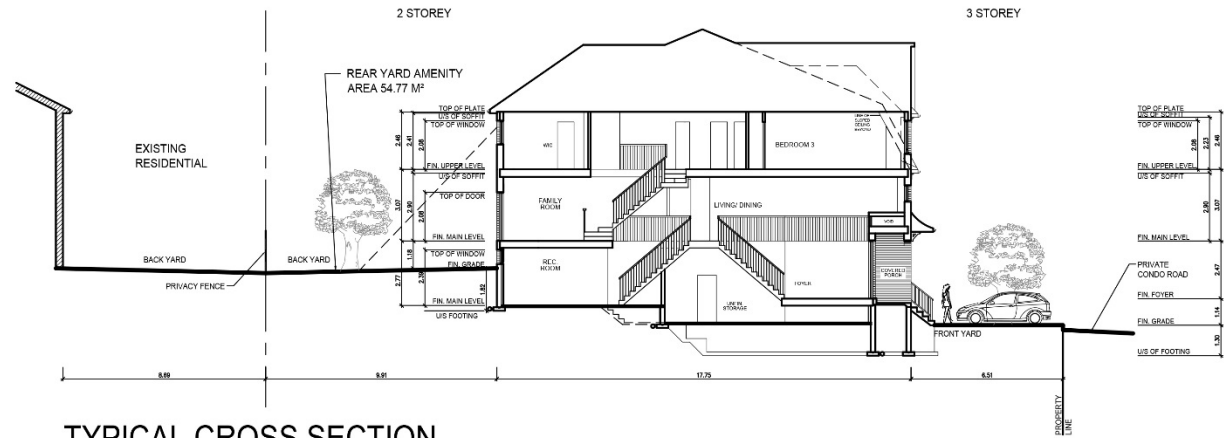 2 STOREY
3 STOREY
REAR YARD AMENITY
AREA 54.77 M²
EXISTING
RESIDENTIAL
TOP OF PLATE
U/S OF SOFFIT
TOP OF WINDOW
2.46
2.41
2.08
FIN. UPPER LEVEL
U/S OF SOFFIT
TOP OF DOOR
3.07
2.90
2.08
FIN. MAIN LEVEL
TOP OF WINDOW
FIN. GRADE
1.18
2.77
2.39
1.82
FIN. MAIN LEVEL
U/S FOOTING
WIC
BEDROOM 3
FAMILY
ROOM
LIVING/ DINING
REC.
ROOM
FOYER
UNFIN.
STORAGE
VOID
COVERED
PORCH
TOP OF PLATE
U/S OF SOFFIT
TOP OF WINDOW
2.08
2.23
2.46
FIN. UPPER LEVEL
U/S OF SOFFIT
2.90
3.07
FIN. MAIN LEVEL
2.47
FIN. FOYER
1.14
FIN. GRADE
1.30
U/S OF FOOTING
PRIVATE
CONDO ROAD
BACK YARD
BACK YARD
PRIVACY FENCE
FRONT YARD
9.91
17.75
6.51
PROPERTY
LINE
TYPICAL CROSS SECTION